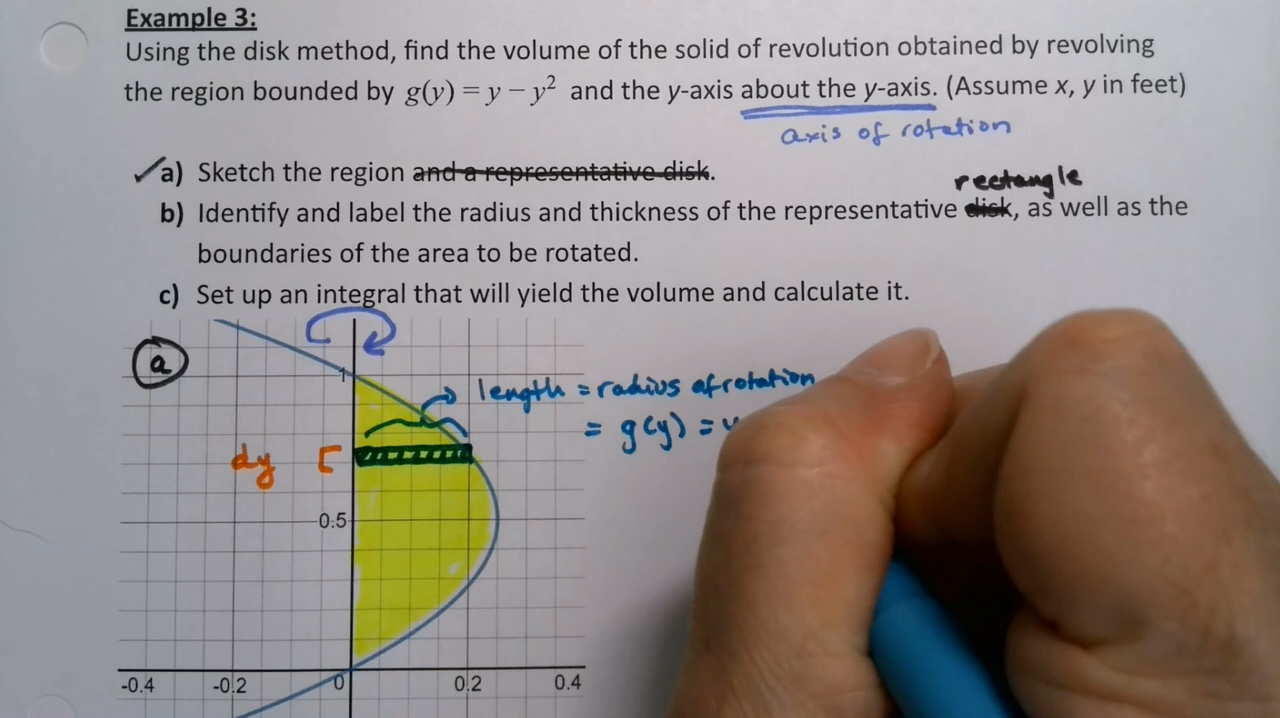 Example 3:
Using the disk method, find the volume of the solid of revolution obtained by revolving
the region bounded by g(y) = y − y² and the y-axis about the y-axis. (Assume x, y in feet)
axis of rotation
a) Sketch the region and a representative disk.
rectangle
b) Identify and label the radius and thickness of the representative disk, as well as the
boundaries of the area to be rotated.
c) Set up an integral that will yield the volume and calculate it.
a
1
length = radius of rotation
= g(y) =
dy
0.5
-0.4 -0.2 0 0.2 0.4